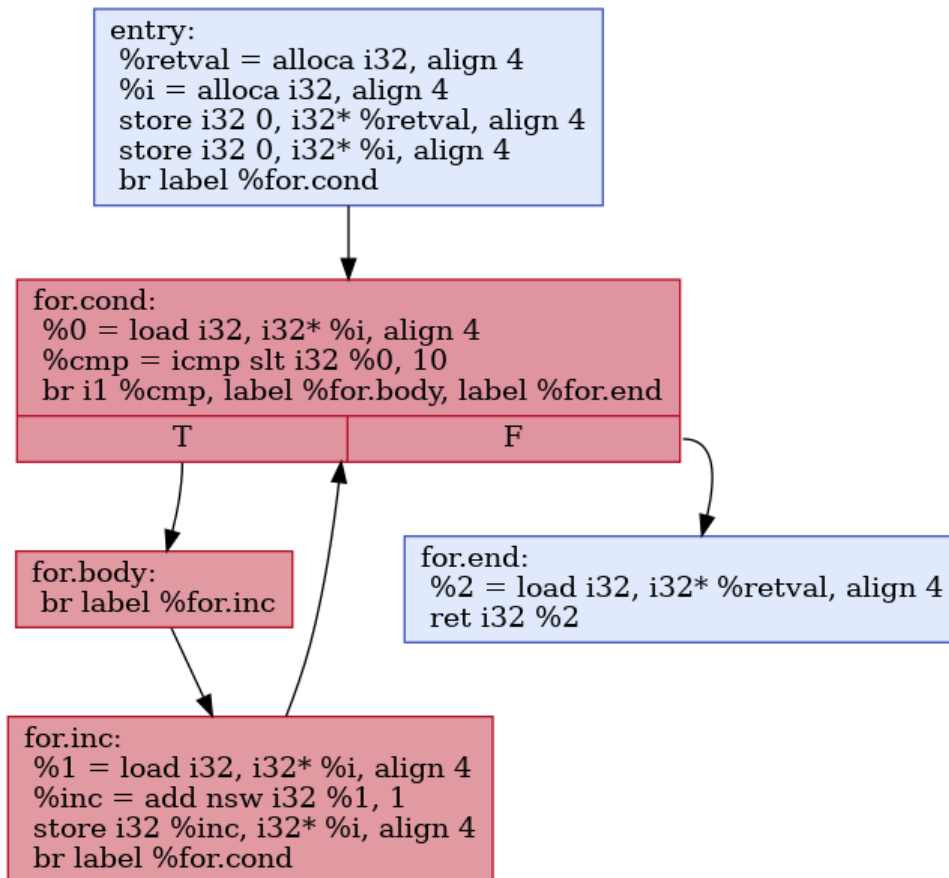 entry:
%retval = alloca i32, align 4
%i = alloca i32, align 4
store i32 0, i32* %retval, align 4
store i32 0, i32* %i, align 4
br label %for.cond
for.cond:
%0 = load i32, i32* %i, align 4
%cmp = icmp slt i32 %0, 10
br i1 %cmp, label %for.body, label %for.end
T
F
for.body:
br label %for.inc
for.end:
%2 = load i32, i32* %retval, align 4
ret i32 %2
for.inc:
%1 = load i32, i32* %i, align 4
%inc = add nsw i32 %1, 1
store i32 %inc, i32* %i, align 4
br label %for.cond